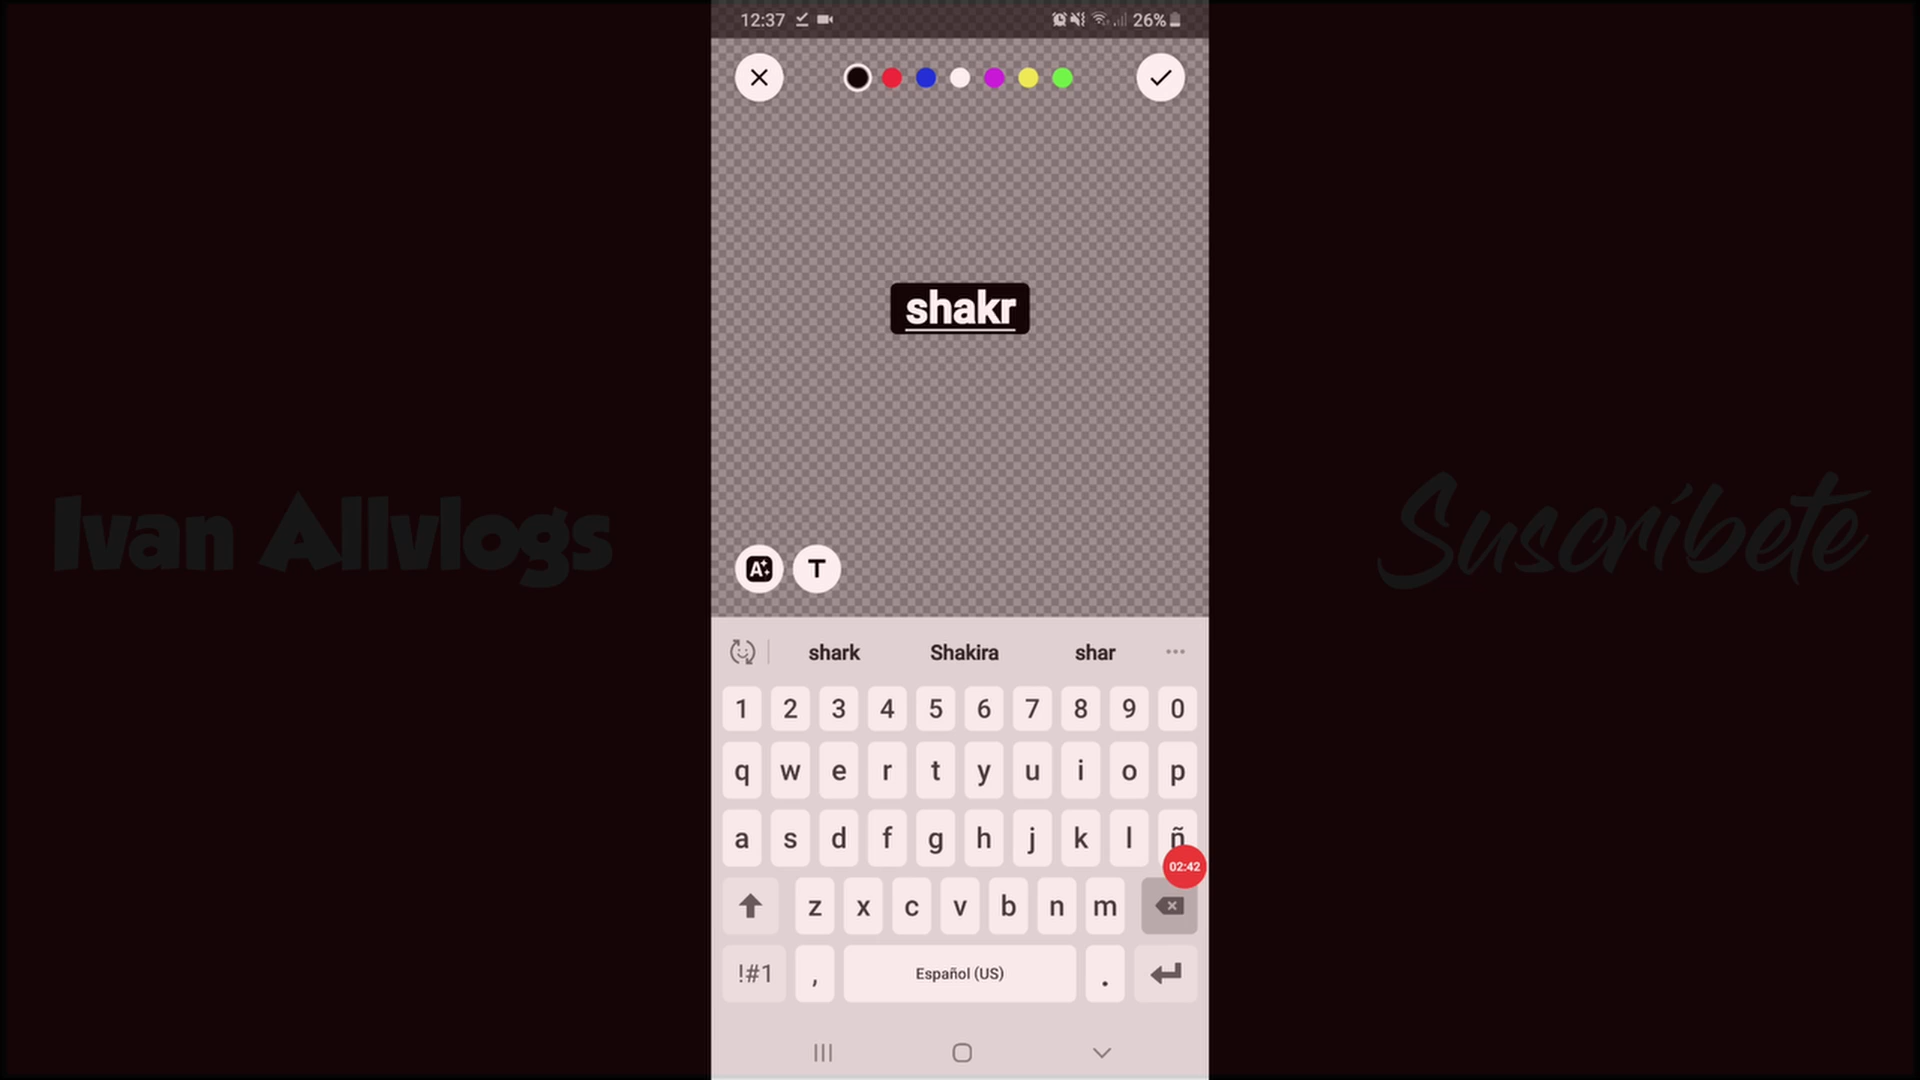 12:37
26%
shakr
Ivan Allvlogs
Suscríbete
A
T
shark Shakira shar
1 2 3 4 5 6 7 8 9 0
q w e r t y u i o p
a s d f g h j k l ñ
02:42
z x c v b n m
!#1 , Español (US) .